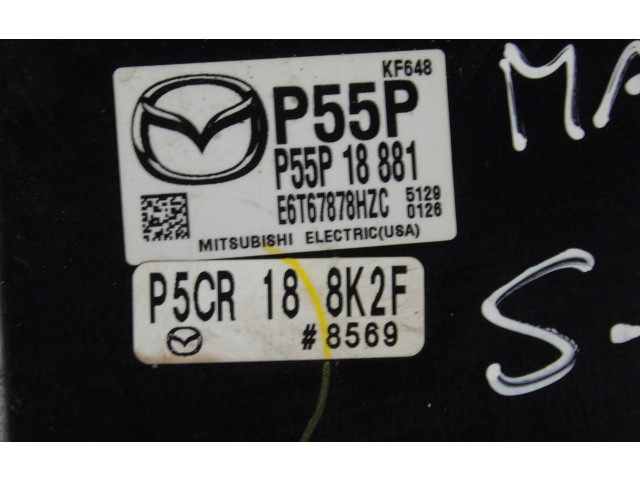 KF648
P55P
P55P 18 881
E6T67878HZC 5129 0126
MITSUBISHI ELECTRIC(USA)
P5CR 18 8K2F
#8569
MA
S-